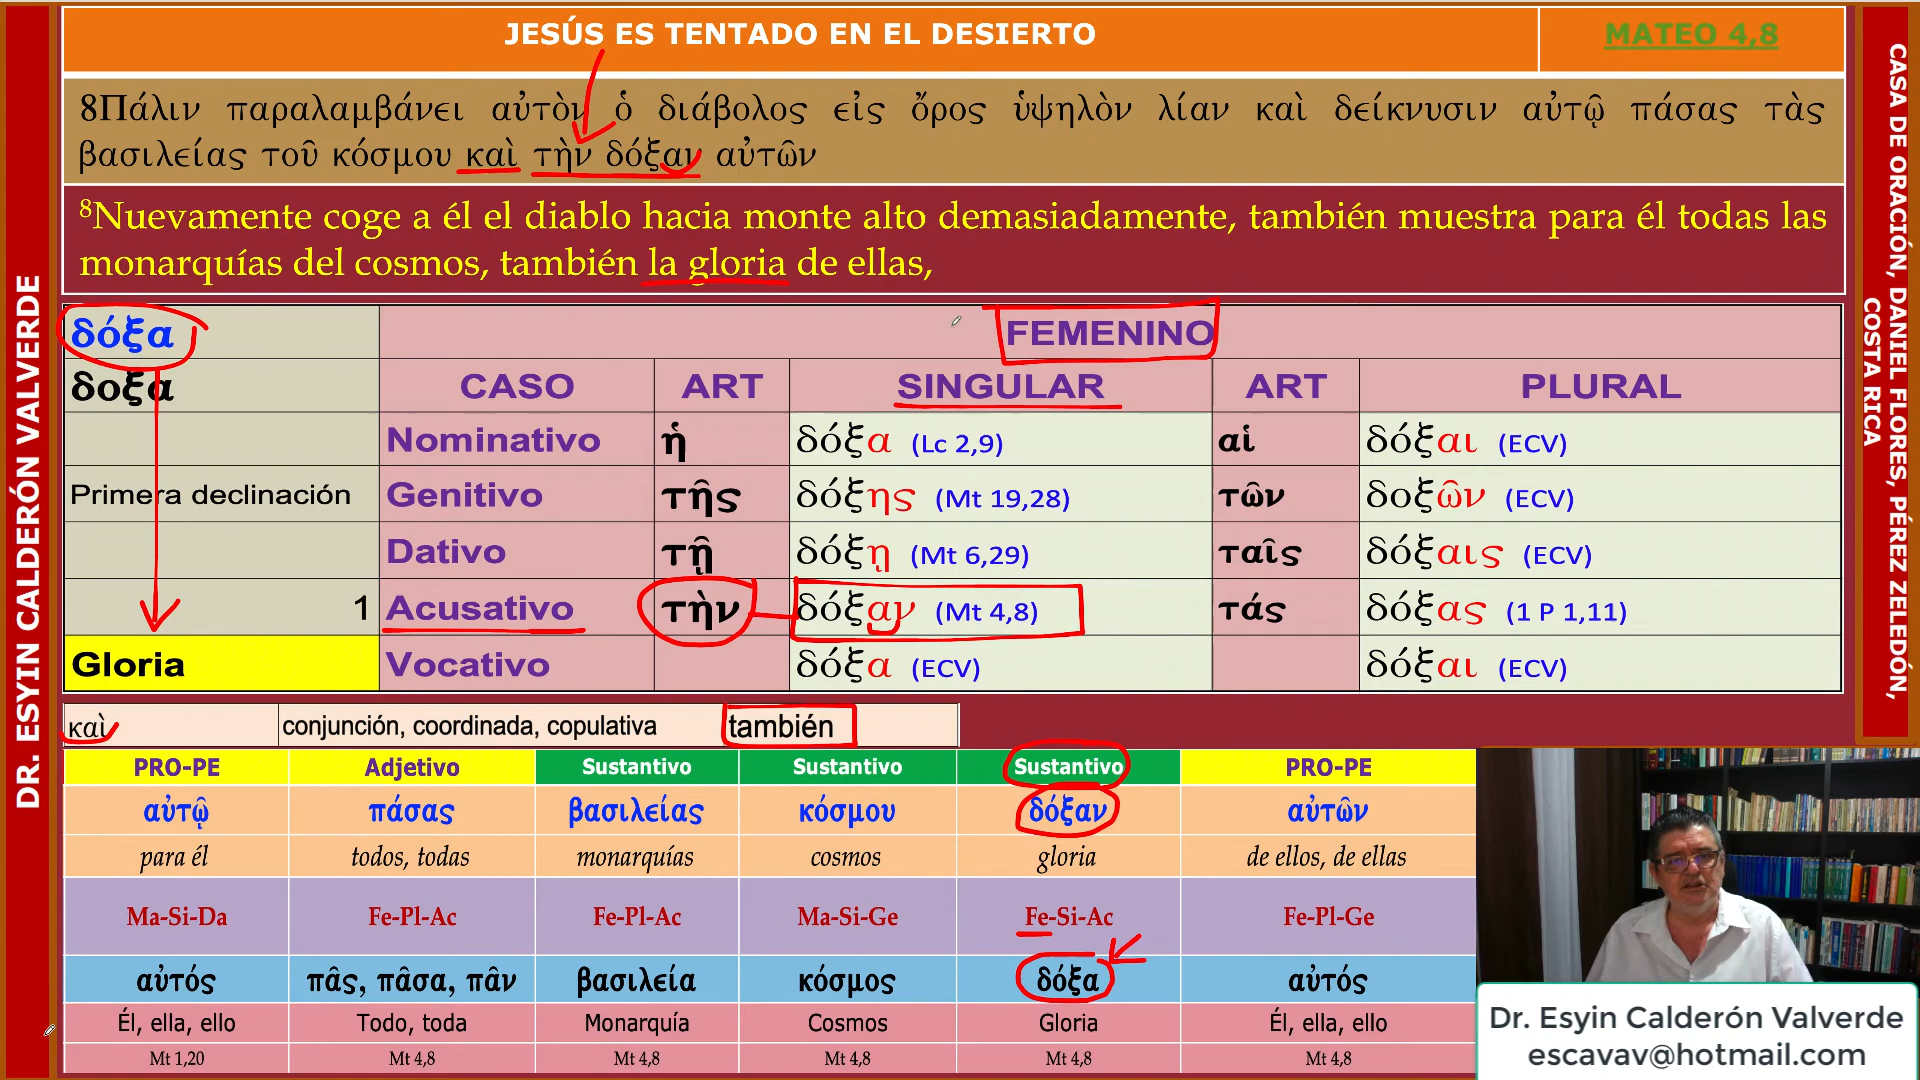 JESÚS ES TENTADO EN EL DESIERTO
MATEO 4,8
8Πάλιν παραλαμβάνει αὐτὸν ὁ διάβολος εἰς ὄρος ὑψηλὸν λίαν καὶ δείκνυσιν αὐτῷ πάσας τὰς
βασιλείας τοῦ κόσμου καὶ τὴν δόξαν αὐτῶν
⁸Nuevamente coge a él el diablo hacia monte alto demasiadamente, también muestra para él todas las
monarquías del cosmos, también la gloria de ellas,
δόξα FEMENINO
δοξα CASO ART SINGULAR ART PLURAL
Nominativo ἡ δόξα (Lc 2,9) αἱ δόξαι (ECV)
Primera declinación Genitivo τῆς δόξης (Mt 19,28) τῶν δοξῶν (ECV)
Dativo τῇ δόξῃ (Mt 6,29) ταῖς δόξαις (ECV)
1 Acusativo τὴν δόξαν (Mt 4,8) τάς δόξας (1 P 1,11)
Gloria Vocativo δόξα (ECV) δόξαι (ECV)
καὶ conjunción, coordinada, copulativa también
PRO-PE Adjetivo Sustantivo Sustantivo Sustantivo PRO-PE
αὐτῷ πάσας βασιλείας κόσμου δόξαν αὐτῶν
para él todos, todas monarquías cosmos gloria de ellos, de ellas
Ma-Si-Da Fe-Pl-Ac Fe-Pl-Ac Ma-Si-Ge Fe-Si-Ac Fe-Pl-Ge
αὐτός πᾶς, πᾶσα, πᾶν βασιλεία κόσμος δόξα αὐτός
Él, ella, ello Todo, toda Monarquía Cosmos Gloria Él, ella, ello
Mt 1,20 Mt 4,8 Mt 4,8 Mt 4,8 Mt 4,8 Mt 4,8
DR. ESYIN CALDERÓN VALVERDE
CASA DE ORACIÓN, DANIEL FLORES, PÉREZ ZELEDÓN,
COSTA RICA
Dr. Esyin Calderón Valverde
escavav@hotmail.com